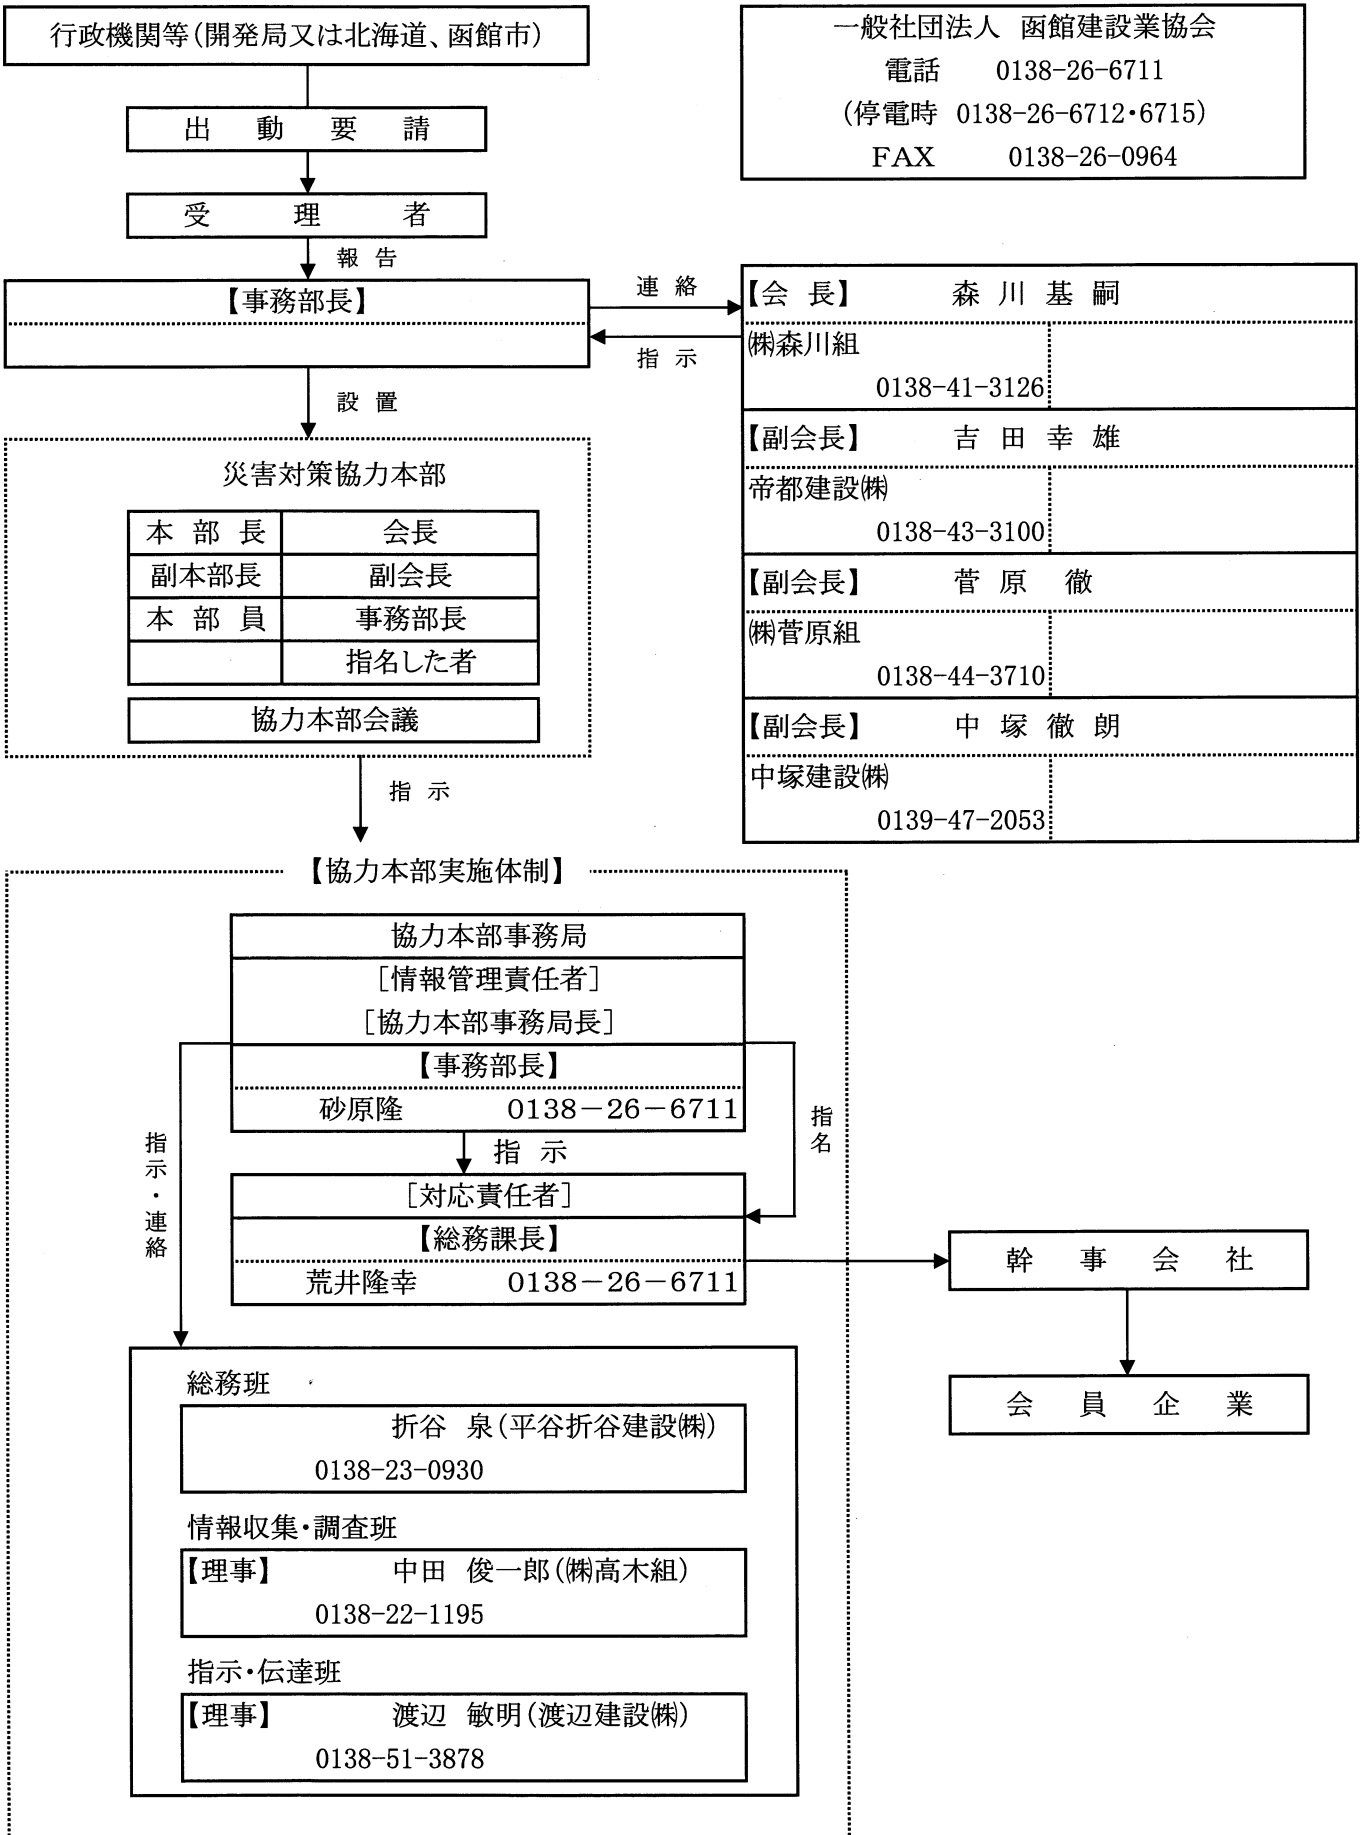 行政機関等(開発局又は北海道、函館市)
出動要請
受理者
報告
【事務部長】
一般社団法人 函館建設業協会
電話 0138-26-6711
(停電時 0138-26-6712・6715)
FAX 0138-26-0964
連絡
指示
【会長】 森川基嗣
㈱森川組
0138-41-3126
【副会長】 吉田幸雄
帝都建設㈱
0138-43-3100
【副会長】 菅原 徹
㈱菅原組
0138-44-3710
【副会長】 中塚徹朗
中塚建設㈱
0139-47-2053
設置
災害対策協力本部
本部長 会長
副本部長 副会長
本部員 事務部長
指名した者
協力本部会議
指示
【協力本部実施体制】
協力本部事務局
[情報管理責任者]
[協力本部事務局長]
【事務部長】
砂原隆 0138-26-6711
指示
指名
指示・連絡
[対応責任者]
【総務課長】
荒井隆幸 0138-26-6711
幹事会社
会員企業
総務班
折谷 泉(平谷折谷建設㈱)
0138-23-0930
情報収集・調査班
【理事】 中田 俊一郎(㈱高木組)
0138-22-1195
指示・伝達班
【理事】 渡辺 敏明(渡辺建設㈱)
0138-51-3878